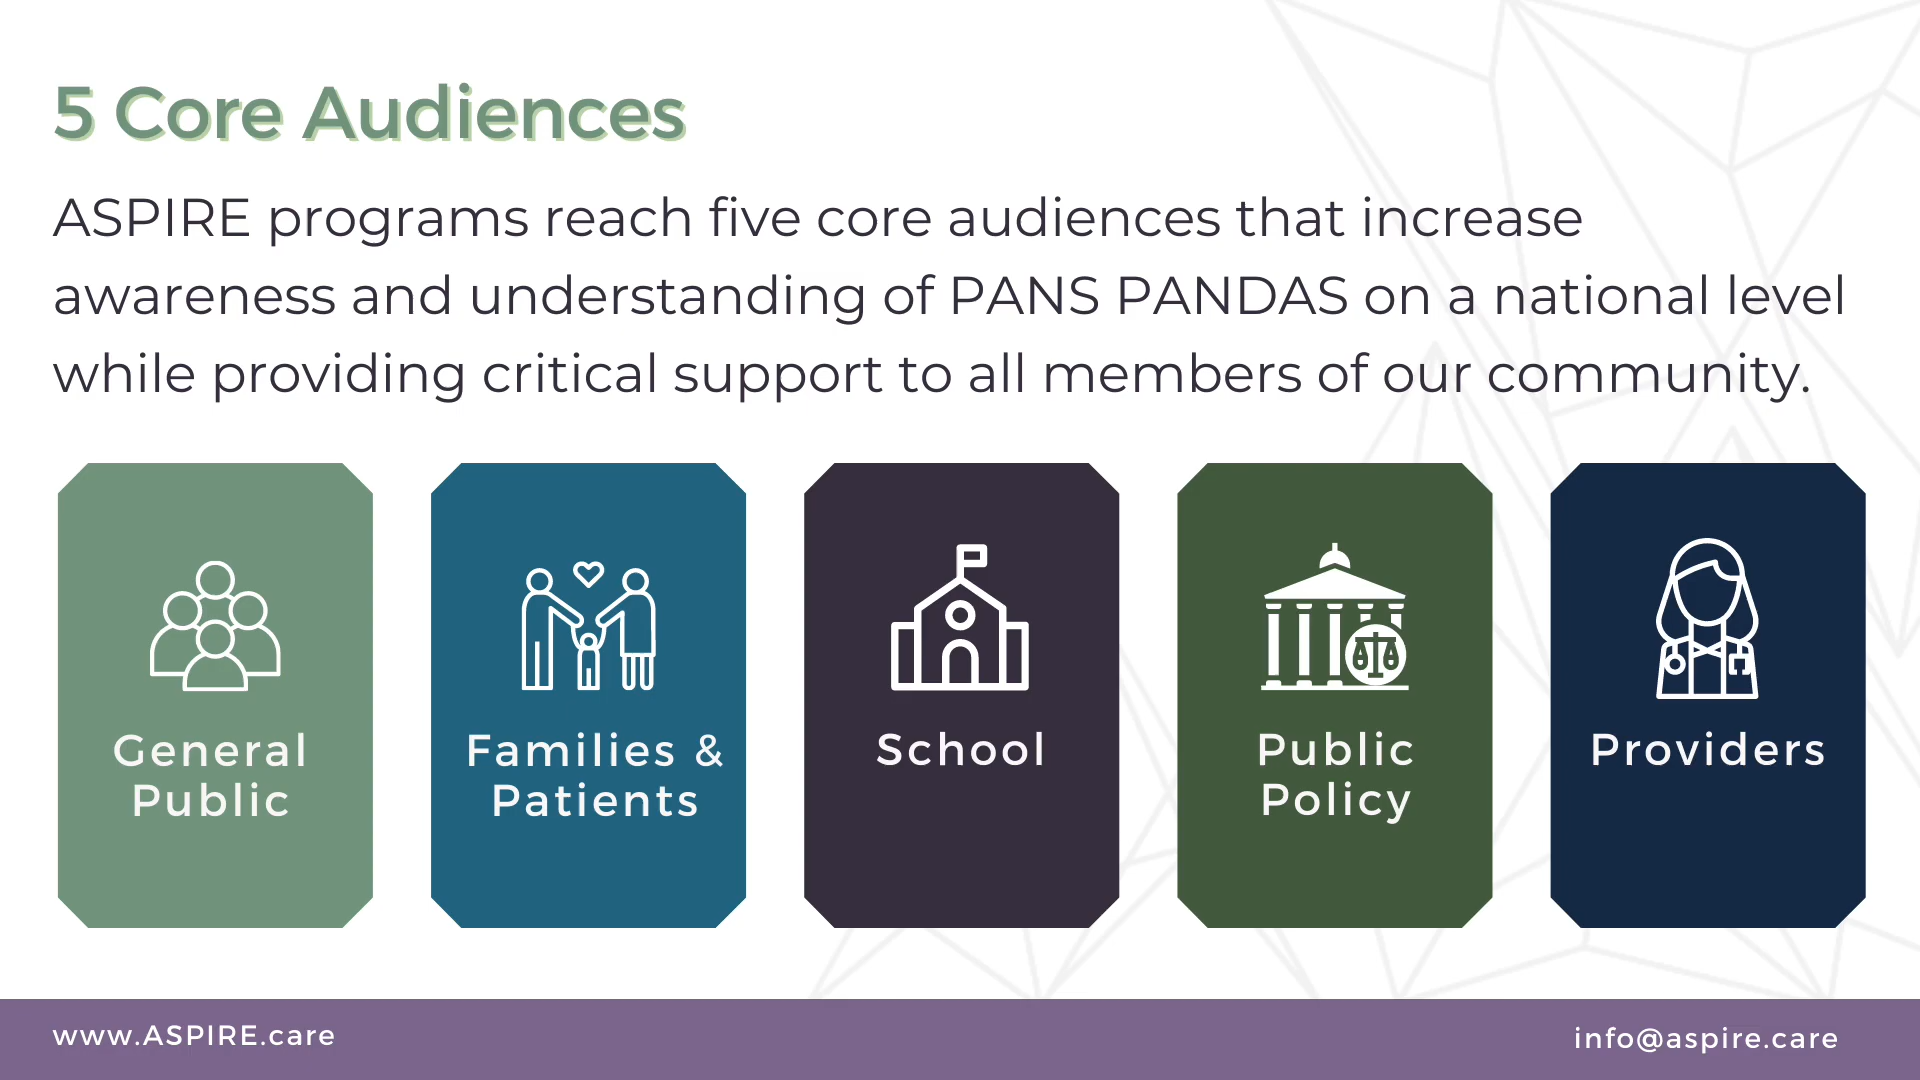 5 Core Audiences
ASPIRE programs reach five core audiences that increase
awareness and understanding of PANS PANDAS on a national level
while providing critical support to all members of our community.
General
Public
Families &
Patients
School
Public
Policy
Providers
www.ASPIRE.care
info@aspire.care